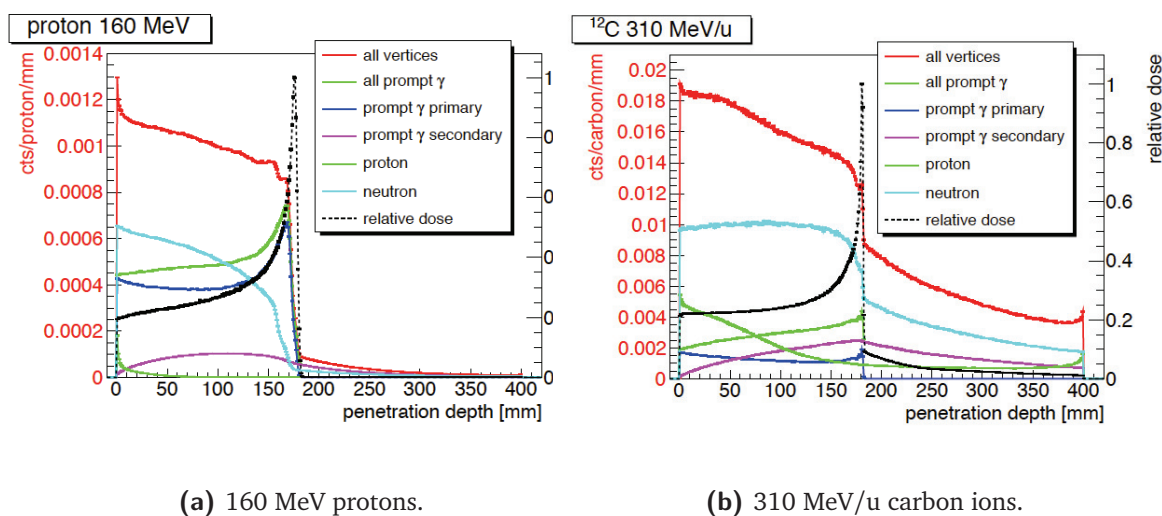 proton 160 MeV
cts/proton/mm
0.0014
0.0012
0.001
0.0008
0.0006
0.0004
0.0002
0
all vertices
all prompt γ
prompt γ primary
prompt γ secondary
proton
neutron
relative dose
1
0
0
0
0
0
0 50 100 150 200 250 300 350 400
penetration depth [mm]
¹²C 310 MeV/u
cts/carbon/mm
0.02
0.018
0.016
0.014
0.012
0.01
0.008
0.006
0.004
0.002
0
all vertices
all prompt γ
prompt γ primary
prompt γ secondary
proton
neutron
relative dose
relative dose
1
0.8
0.6
0.4
0.2
0
0 50 100 150 200 250 300 350 400
penetration depth [mm]
(a) 160 MeV protons.
(b) 310 MeV/u carbon ions.